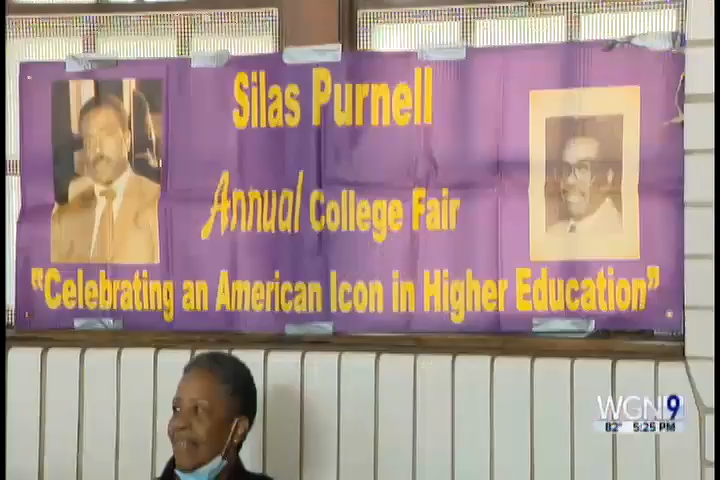 Silas Purnell
Annual College Fair
"Celebrating an American Icon in Higher Education"
WGN9
82° 5:25 PM